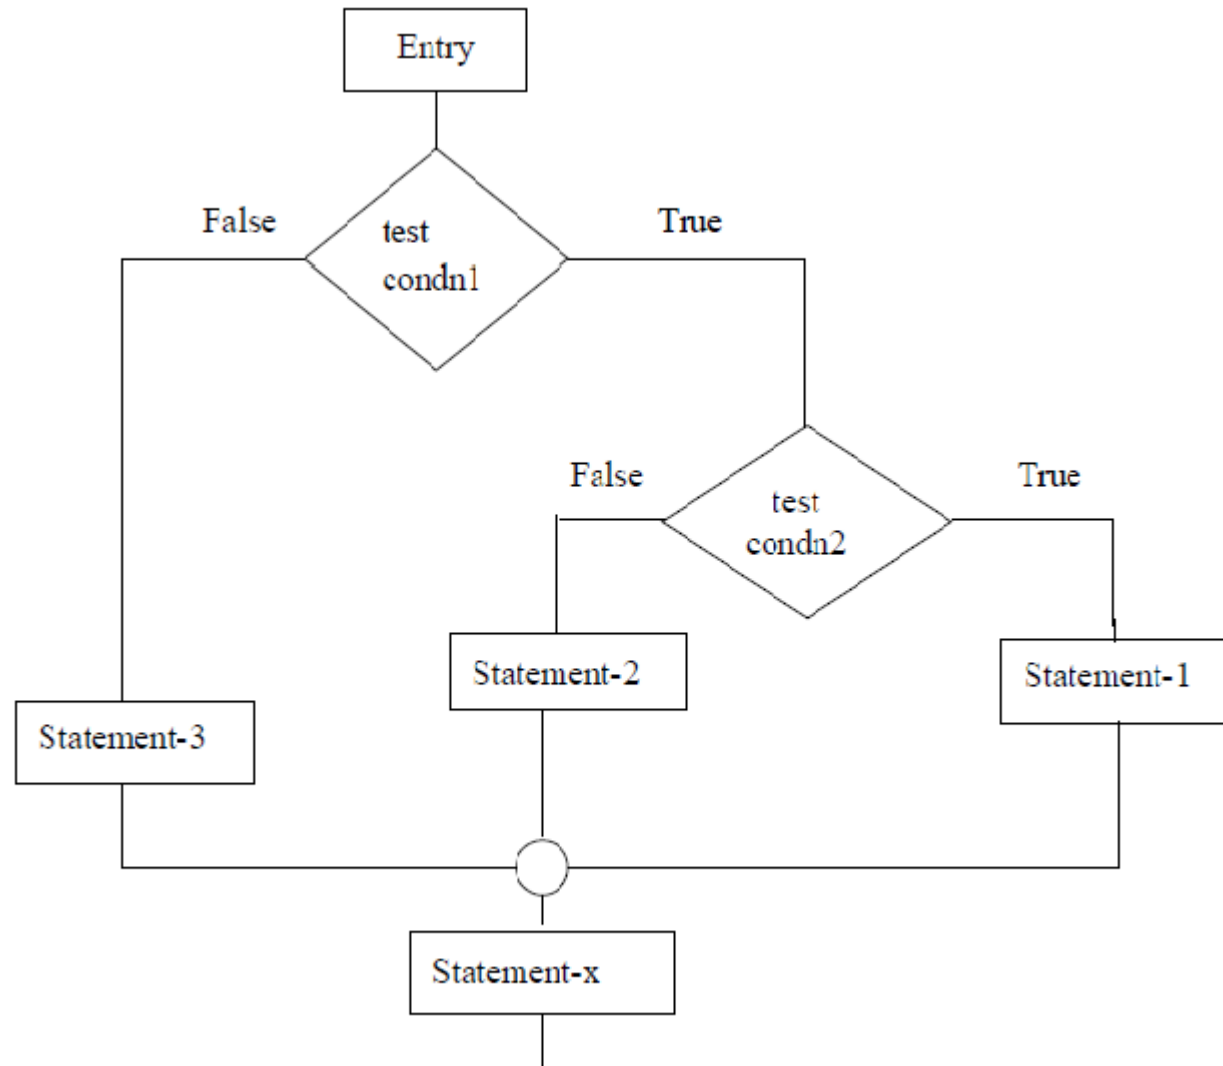 Entry
False
True
test
condn1
False
True
test
condn2
Statement-2
Statement-1
Statement-3
Statement-x